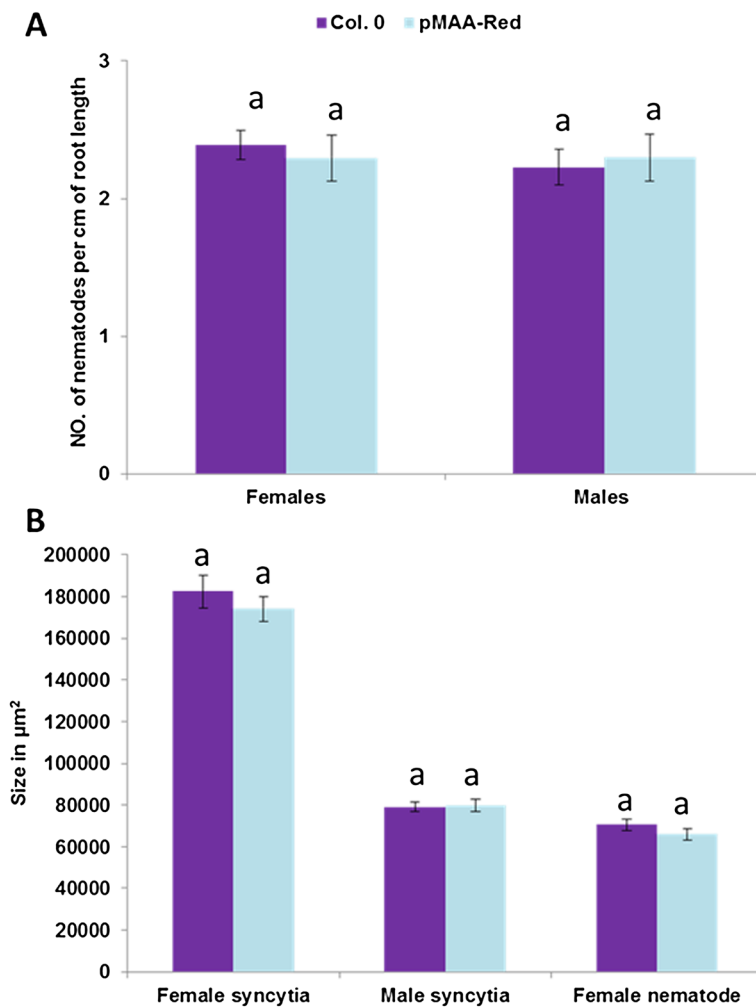 A
Col. 0 pMAA-Red
NO. of nematodes per cm of root length
3
2
1
0
a a a a
Females Males
B
Size in µm²
200000
180000
160000
140000
120000
100000
80000
60000
40000
20000
0
a a a a a a
Female syncytia Male syncytia Female nematode